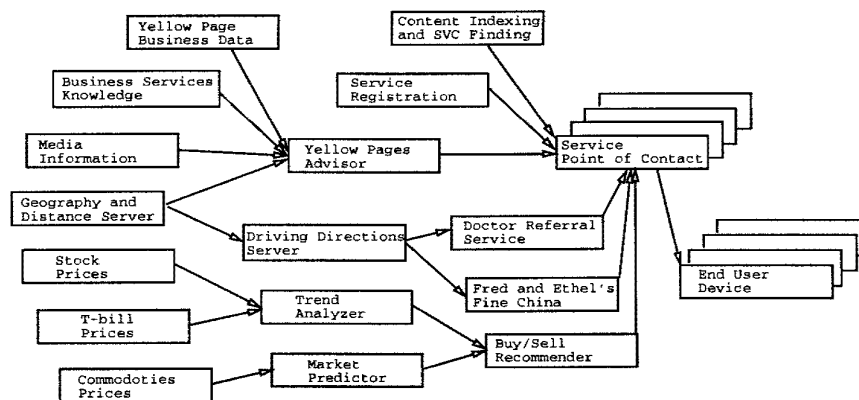 Yellow Page
Business Data
Content Indexing
and SVC Finding
Business Services
Knowledge
Service
Registration
Media
Information
Yellow Pages
Advisor
Service
Point of Contact
Geography and
Distance Server
Driving Directions
Server
Doctor Referral
Service
Stock
Prices
Fred and Ethel's
Fine China
End User
Device
Trend
Analyzer
T-bill
Prices
Buy/Sell
Recommender
Market
Predictor
Commodoties
Prices